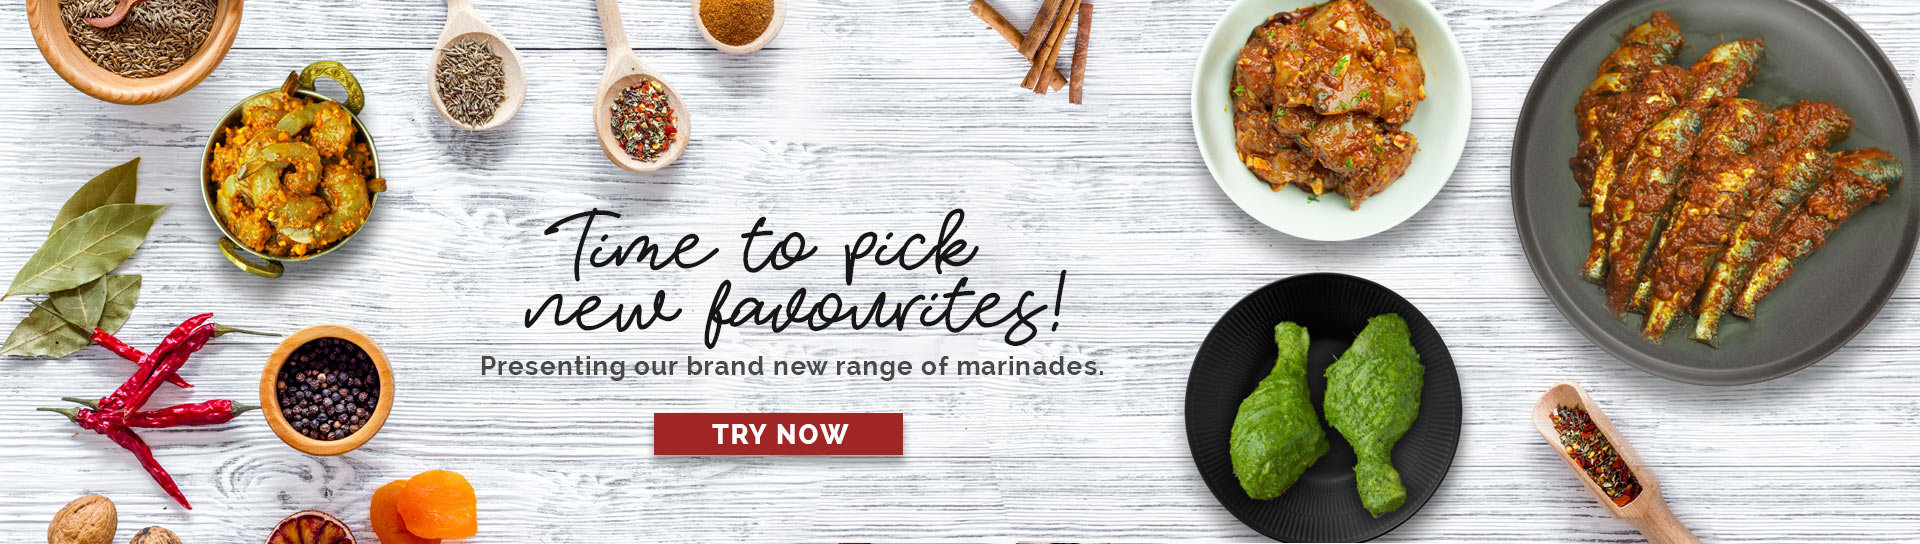 Time to pick
new favourites!
Presenting our brand new range of marinades.
TRY NOW